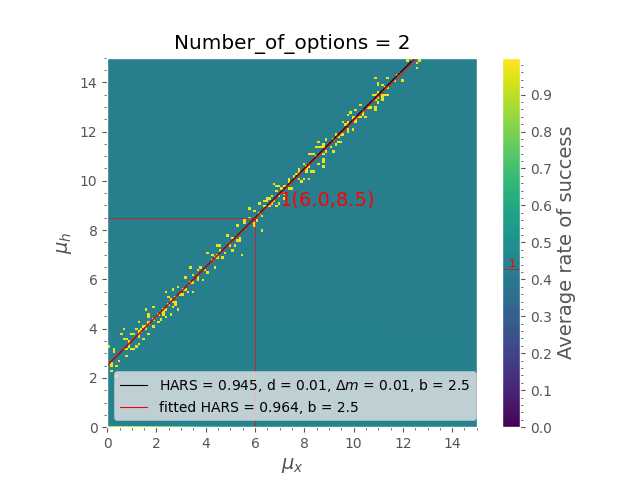 Number_of_options = 2
14
12
10
8
6
4
2
0
μh
1(6.0,8.5)
HARS = 0.945, d = 0.01, Δm = 0.01, b = 2.5
fitted HARS = 0.964, b = 2.5
0 2 4 6 8 10 12 14
μx
0.9
0.8
0.7
0.6
0.5
1
0.4
0.3
0.2
0.1
0.0
Average rate of success